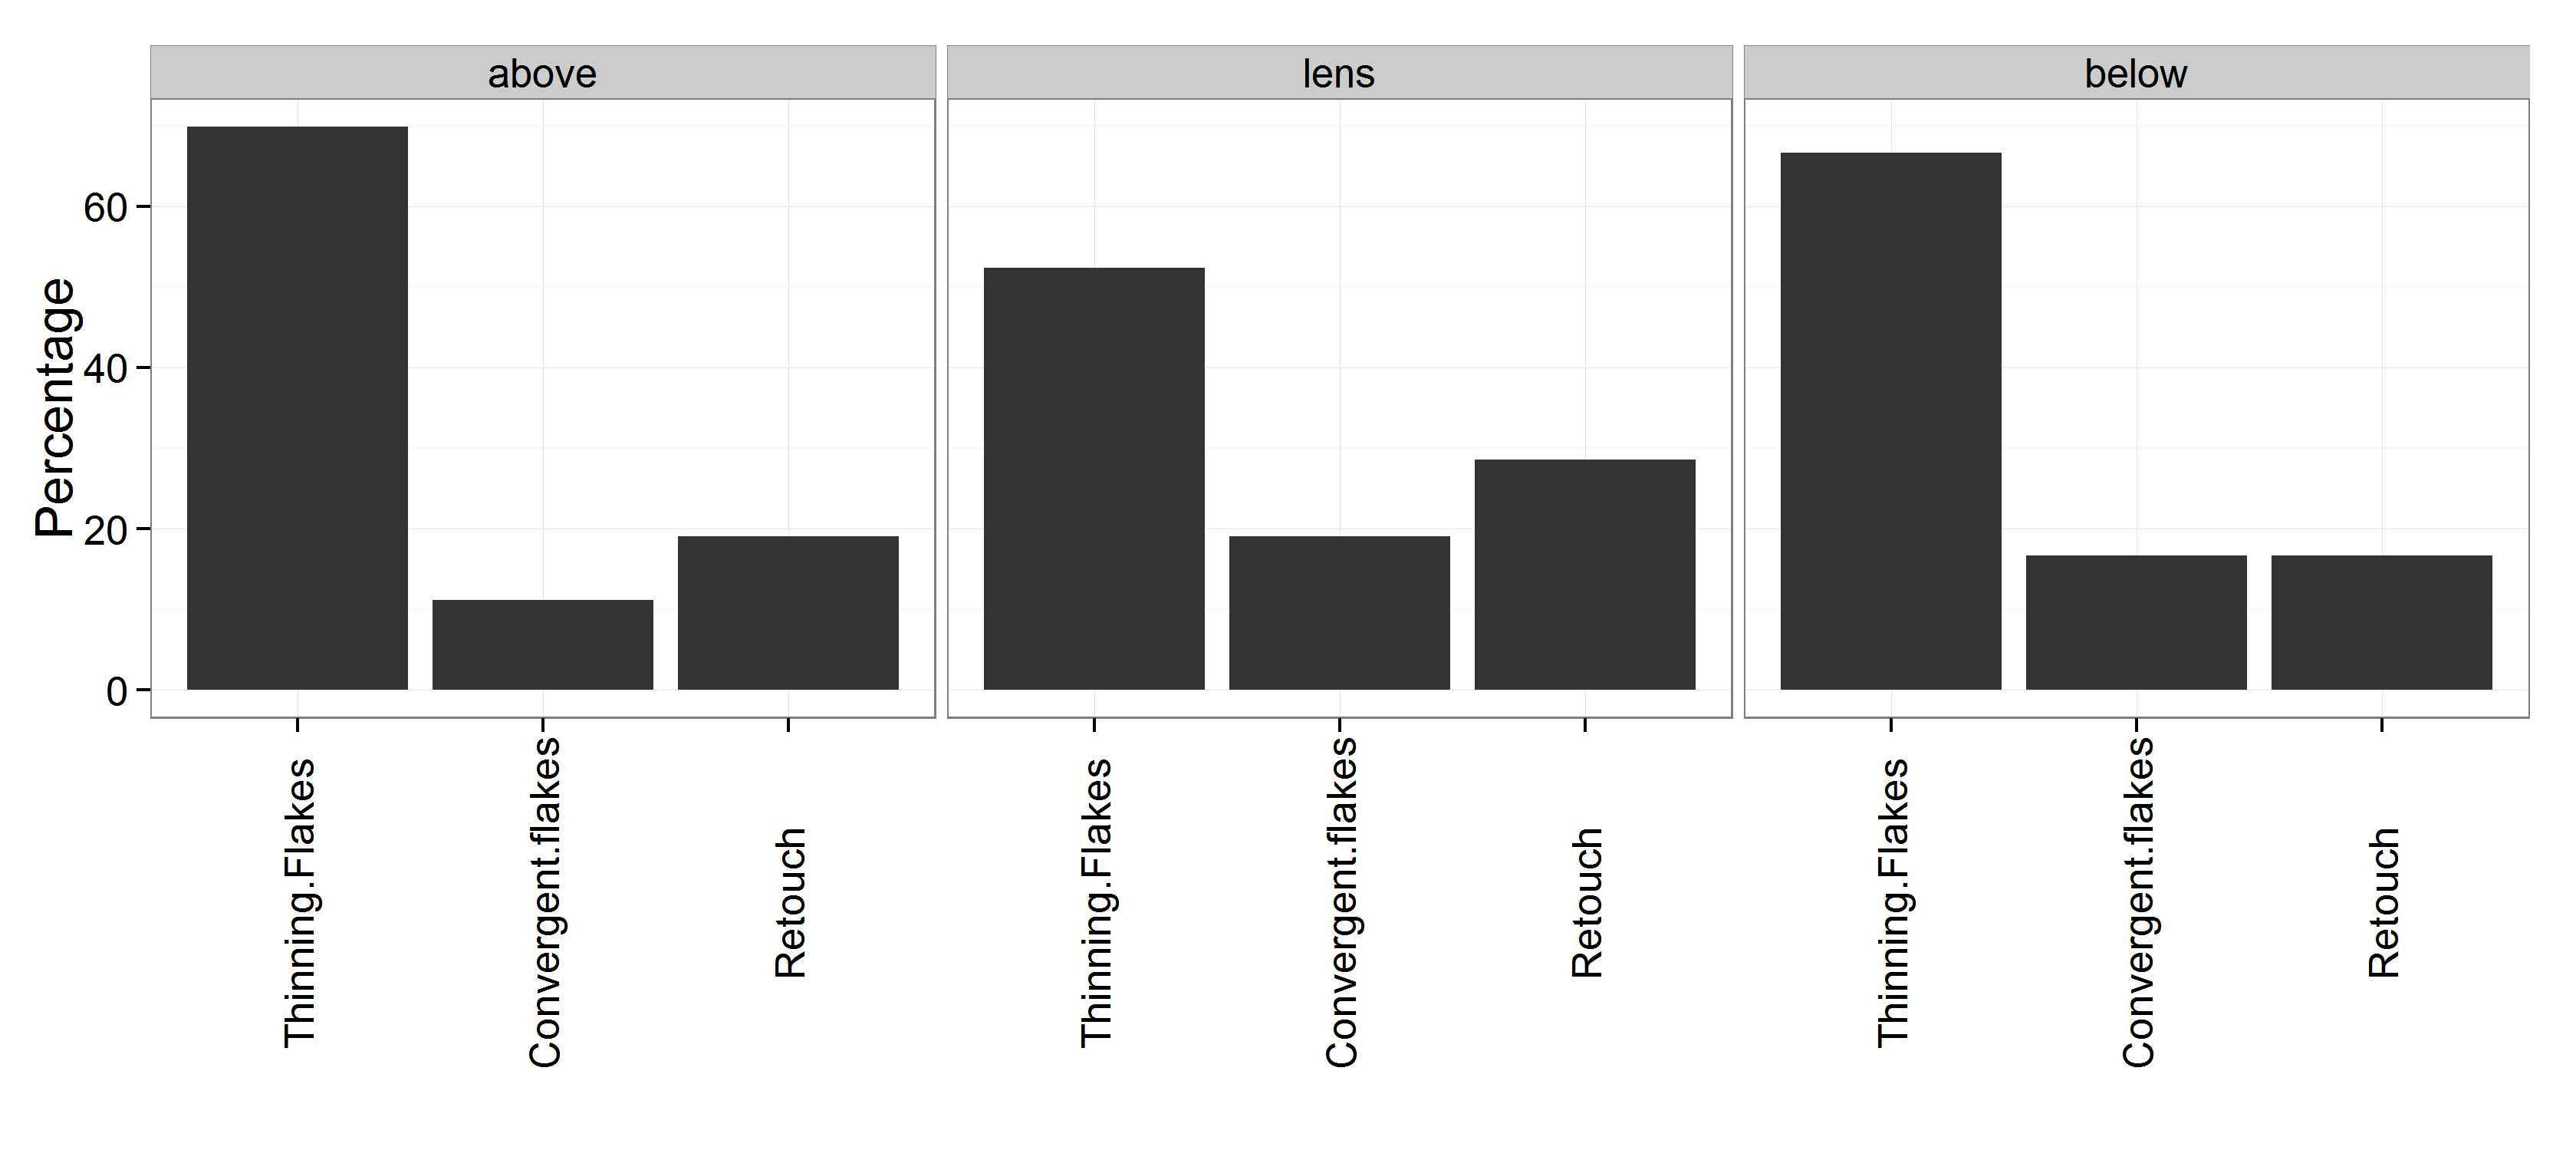 above
lens
below
Percentage
60
40
20
0
Thinning.Flakes
Convergent.flakes
Retouch
Thinning.Flakes
Convergent.flakes
Retouch
Thinning.Flakes
Convergent.flakes
Retouch